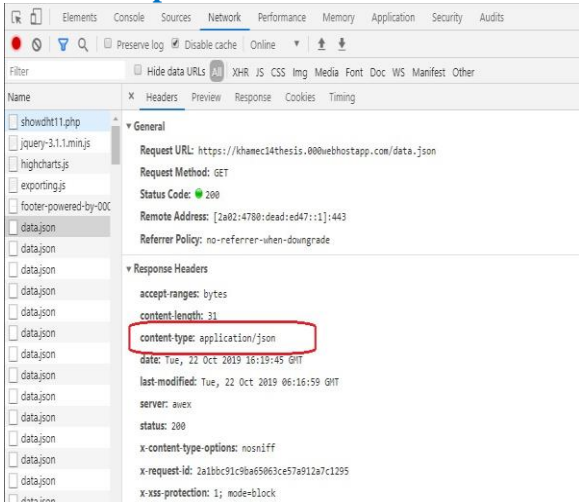 Elements Console Sources Network Performance Memory Application Security Audits
Preserve log Disable cache Online
Filter Hide data URLs All XHR JS CSS Img Media Font Doc WS Manifest Other
Name × Headers Preview Response Cookies Timing
showdht11.php
jquery-3.1.1.min.js
highcharts.js
exporting.js
footer-powered-by-000
data.json
data.json
data.json
data.json
data.json
data.json
data.json
data.json
data.json
data.json
data.json
data.json
data.json
data.json
▼ General
Request URL: https://khamec14thesis.000webhostapp.com/data.json
Request Method: GET
Status Code: 200
Remote Address: [2a02:4780:dead:ed47::1]:443
Referrer Policy: no-referrer-when-downgrade
▼ Response Headers
accept-ranges: bytes
content-length: 31
content-type: application/json
date: Tue, 22 Oct 2019 16:19:45 GMT
last-modified: Tue, 22 Oct 2019 06:16:59 GMT
server: awex
status: 200
x-content-type-options: nosniff
x-request-id: 2a1bbc91c9ba65063ce57a912a7c1295
x-xss-protection: 1; mode=block